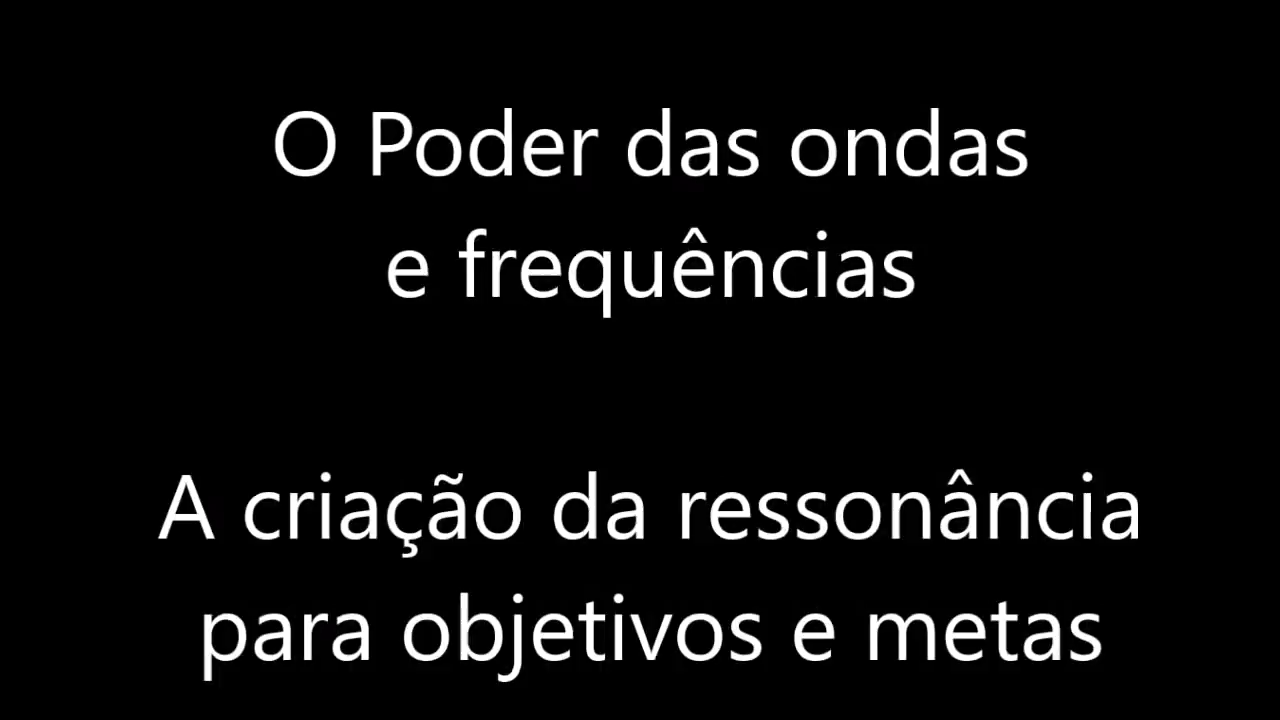 O Poder das ondas
e frequências
A criação da ressonância
para objetivos e metas